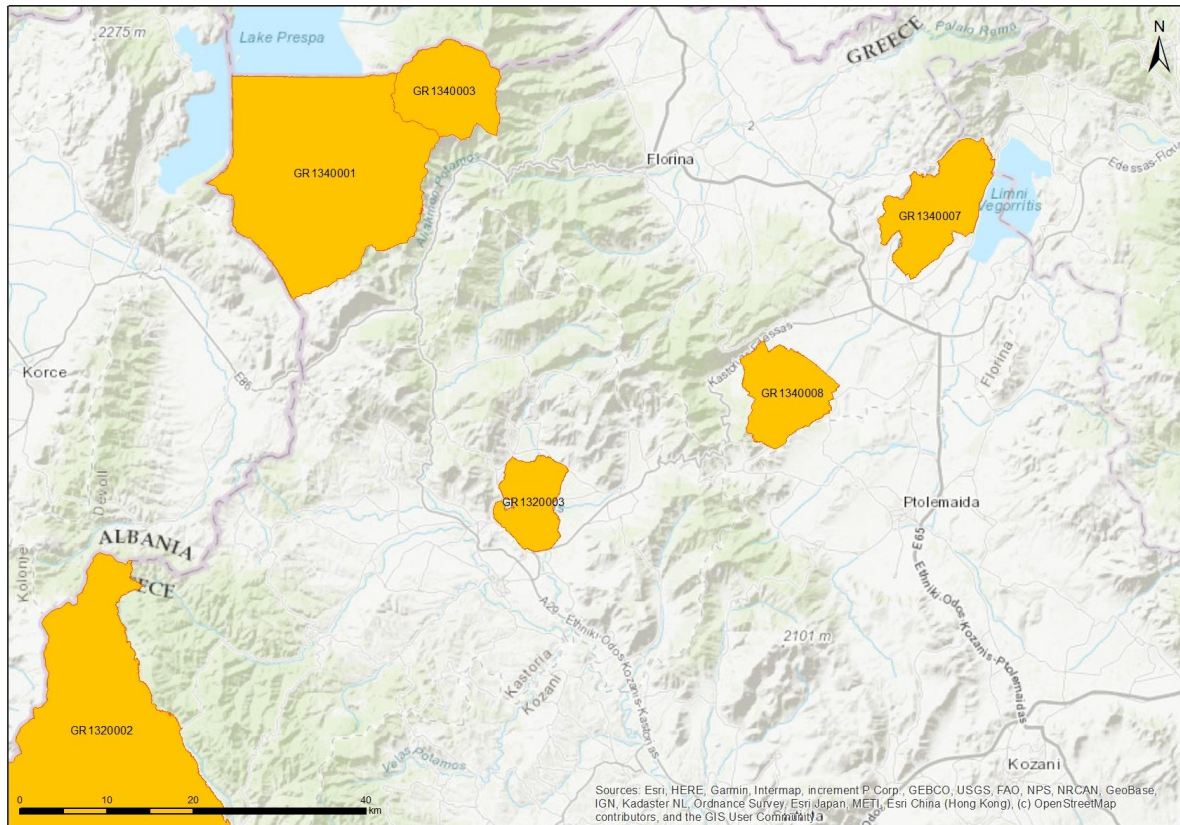 2275 m
Lake Prespa
N
GREECE
Palaio Rema
GR1340003
2
Florina
Edessas-Florin
GR1340001
Aliakmon Potamos
Limni
Vegorritis
GR1340007
Korce
E86
GR1340008
Florina
Devoll
GR1320003
Ptolemaida
ALBANIA
ECE
Kolonje
E65
Ethniki-Odos Kozanis-Ptolemaidas
A29
Ethniki-Odos Kozanis-Kastorias
2101 m
Kastoria
Kozani
GR1320002
Velas Potamos
Kozani
0 10 20 40
km
Sources: Esri, HERE, Garmin, Intermap, increment P Corp., GEBCO, USGS, FAO, NPS, NRCAN, GeoBase,
IGN, Kadaster NL, Ordnance Survey, Esri Japan, METI, Esri China (Hong Kong), (c) OpenStreetMap
contributors, and the GIS User Community